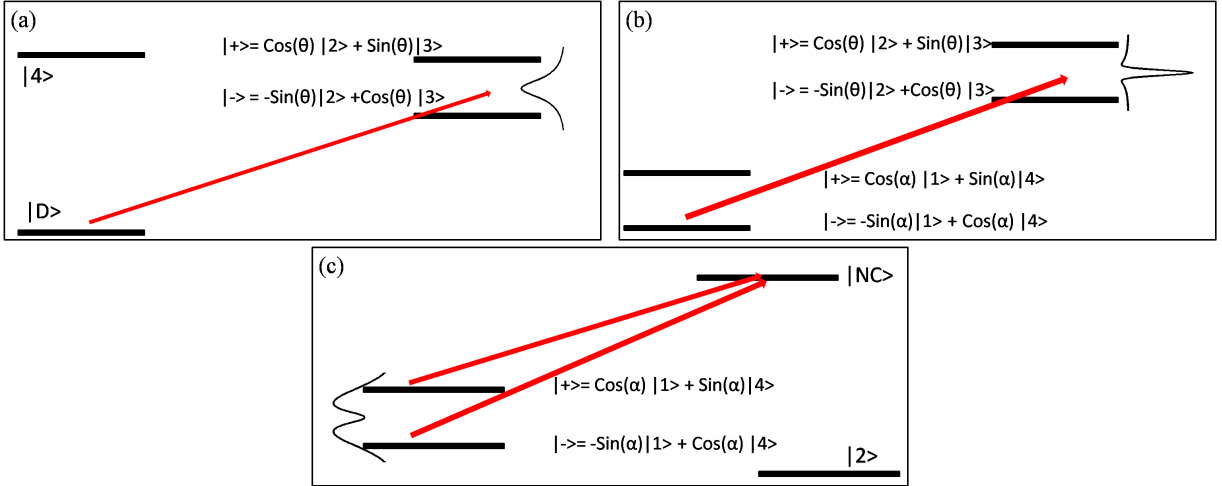 (a)
|+>= Cos(θ) |2> + Sin(θ)|3>
|4>
|-> = -Sin(θ)|2> +Cos(θ) |3>
|D>
(b)
|+>= Cos(θ) |2> + Sin(θ)|3>
|-> = -Sin(θ)|2> +Cos(θ) |3>
|+>= Cos(α) |1> + Sin(α)|4>
|->= -Sin(α)|1> + Cos(α) |4>
(c)
|NC>
|+>= Cos(α) |1> + Sin(α)|4>
|->= -Sin(α)|1> + Cos(α) |4>
|2>